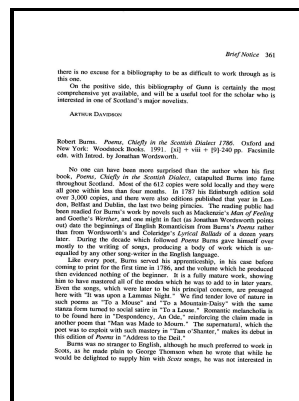 Brief Notice 361
there is no excuse for a bibliography to be as difficult to work through as is
this one.
On the positive side, this bibliography of Gunn is certainly the most
comprehensive yet available, and will be a useful tool for the scholar who is
interested in one of Scotland's major novelists.
ARTHUR DAVIDSON
Robert Burns. Poems, Chiefly in the Scottish Dialect 1786. Oxford and
New York: Woodstock Books. 1991. [xi] + viii + [9]-240 pp. Facsimile
edn. with Introd. by Jonathan Wordsworth.
No one can have been more surprised than the author when his first
book, Poems, Chiefly in the Scottish Dialect, catapulted Burns into fame
throughout Scotland. Most of the 612 copies were sold locally and they were
all gone within less than four months. In 1787 his Edinburgh edition sold
over 3,000 copies, and there were also editions published that year in Lon-
don, Belfast and Dublin, the last two being piracies. The reading public had
been readied for Burns's work by novels such as Mackenzie's Man of Feeling
and Goethe's Werther, and one might in fact (as Jonathan Wordsworth points
out) date the beginnings of English Romanticism from Burns's Poems rather
than from Wordsworth's and Coleridge's Lyrical Ballads of a dozen years
later. During the decade which followed Poems Burns gave himself over
mostly to the writing of songs, producing a body of work which is un-
equalled by any other song-writer in the English language.
Like every poet, Burns served his apprenticeship, in his case before
coming to print for the first time in 1786, and the volume which he produced
then evidenced nothing of the beginner. It is a fully mature work, showing
him to have mastered all of the modes which he was to add to in later years.
Even the songs, which were later to be his principal concern, are presaged
here with "It was upon a Lammas Night." We find tender love of nature in
such poems as "To a Mouse" and "To a Mountain-Daisy" with the same
stanza form turned to social satire in "To a Louse." Romantic melancholia is
to be found here in "Despondency, An Ode," reinforcing the claim made in
another poem that "Man was Made to Mourn." The supernatural, which the
poet was to exploit with such mastery in "Tam o'Shanter," makes its debut in
this edition of Poems in "Address to the Deil."
Burns was no stranger to English, although he much preferred to work in
Scots, as he made plain to George Thomson when he wrote that while he
would be delighted to supply him with Scots songs, he was not interested in